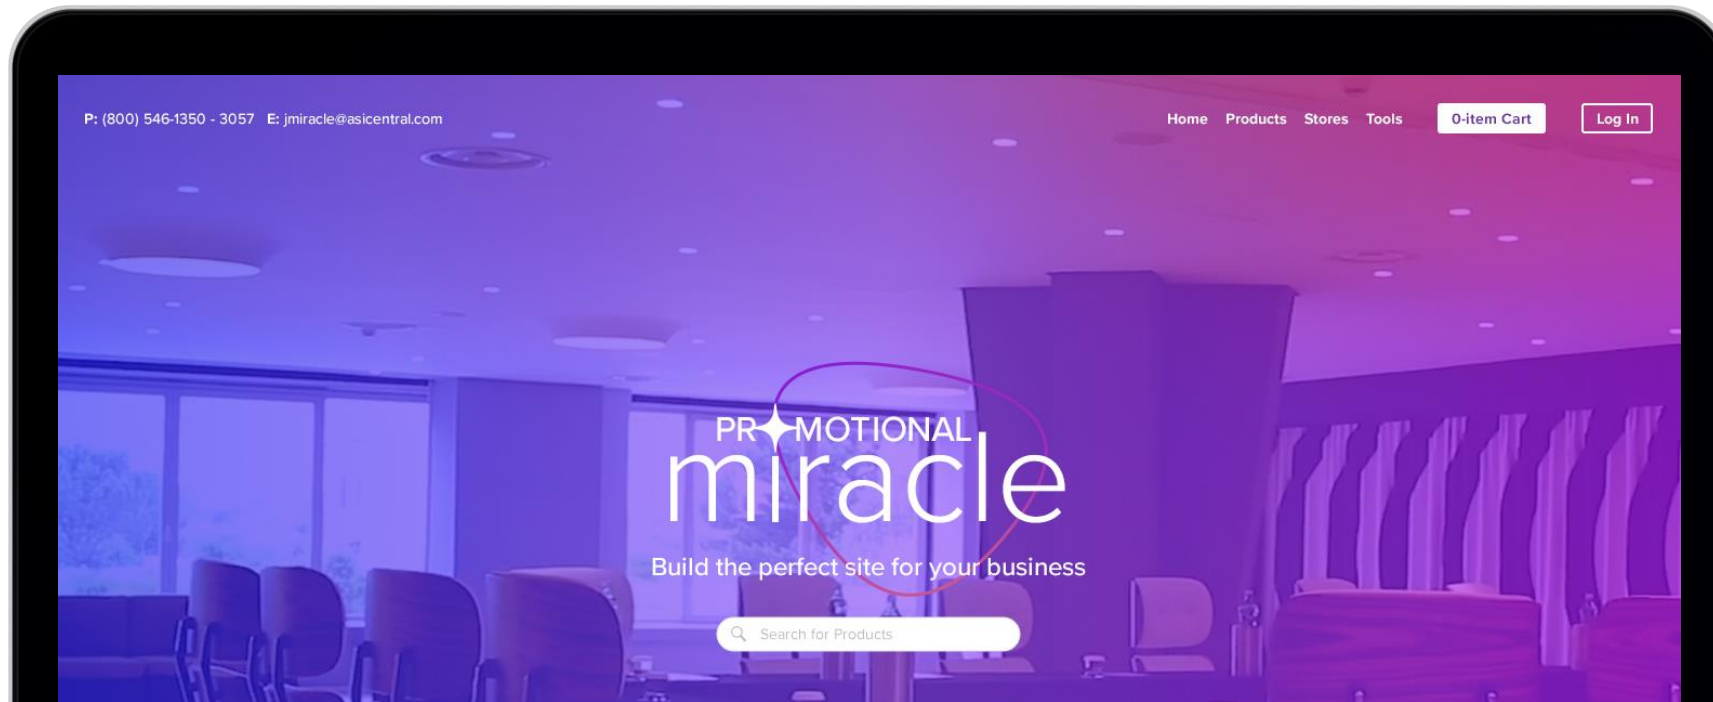 P: (800) 546-1350 - 3057 E: jmiracle@asicentral.com
Home Products Stores Tools 0-item Cart Log In
PROMOTIONAL
miracle
Build the perfect site for your business
Search for Products